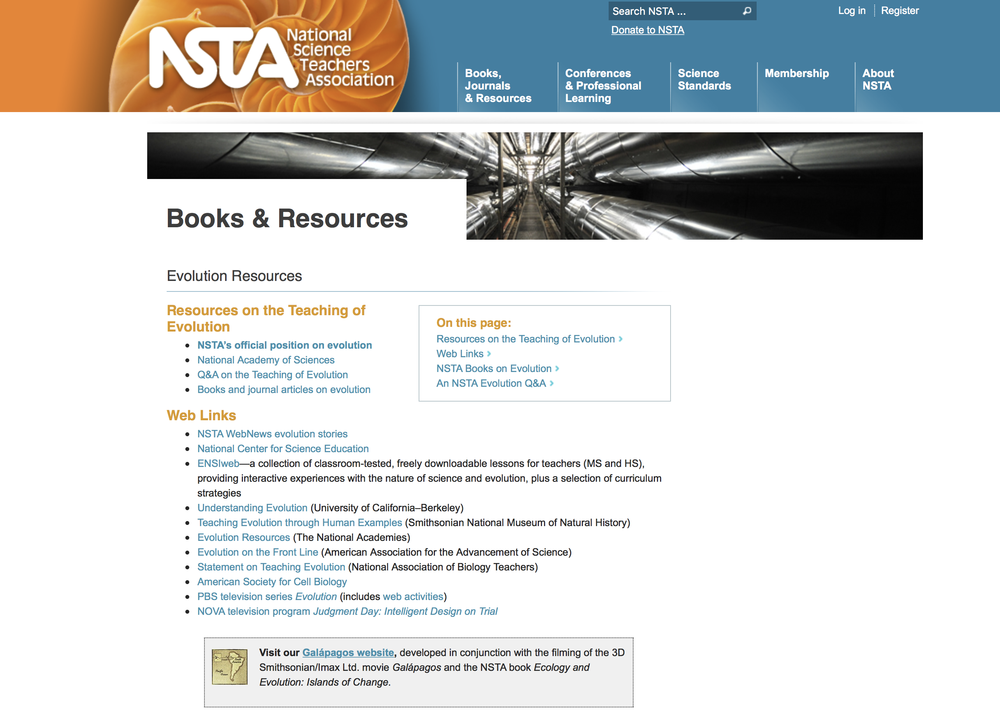 NSTA
National
Science
Teachers
Association
Search NSTA ...
Donate to NSTA
Log in
Register
Books,
Journals
& Resources
Conferences
& Professional
Learning
Science
Standards
Membership
About
NSTA
Books & Resources
Evolution Resources
Resources on the Teaching of
Evolution
NSTA’s official position on evolution
National Academy of Sciences
Q&A on the Teaching of Evolution
Books and journal articles on evolution
On this page:
Resources on the Teaching of Evolution
Web Links
NSTA Books on Evolution
An NSTA Evolution Q&A
Web Links
NSTA WebNews evolution stories
National Center for Science Education
ENSIweb—a collection of classroom-tested, freely downloadable lessons for teachers (MS and HS),
providing interactive experiences with the nature of science and evolution, plus a selection of curriculum
strategies
Understanding Evolution (University of California–Berkeley)
Teaching Evolution through Human Examples (Smithsonian National Museum of Natural History)
Evolution Resources (The National Academies)
Evolution on the Front Line (American Association for the Advancement of Science)
Statement on Teaching Evolution (National Association of Biology Teachers)
American Society for Cell Biology
PBS television series Evolution (includes web activities)
NOVA television program Judgment Day: Intelligent Design on Trial
South
America
Pacific
Ocean
Visit our Galápagos website, developed in conjunction with the filming of the 3D
Smithsonian/Imax Ltd. movie Galápagos and the NSTA book Ecology and
Evolution: Islands of Change.